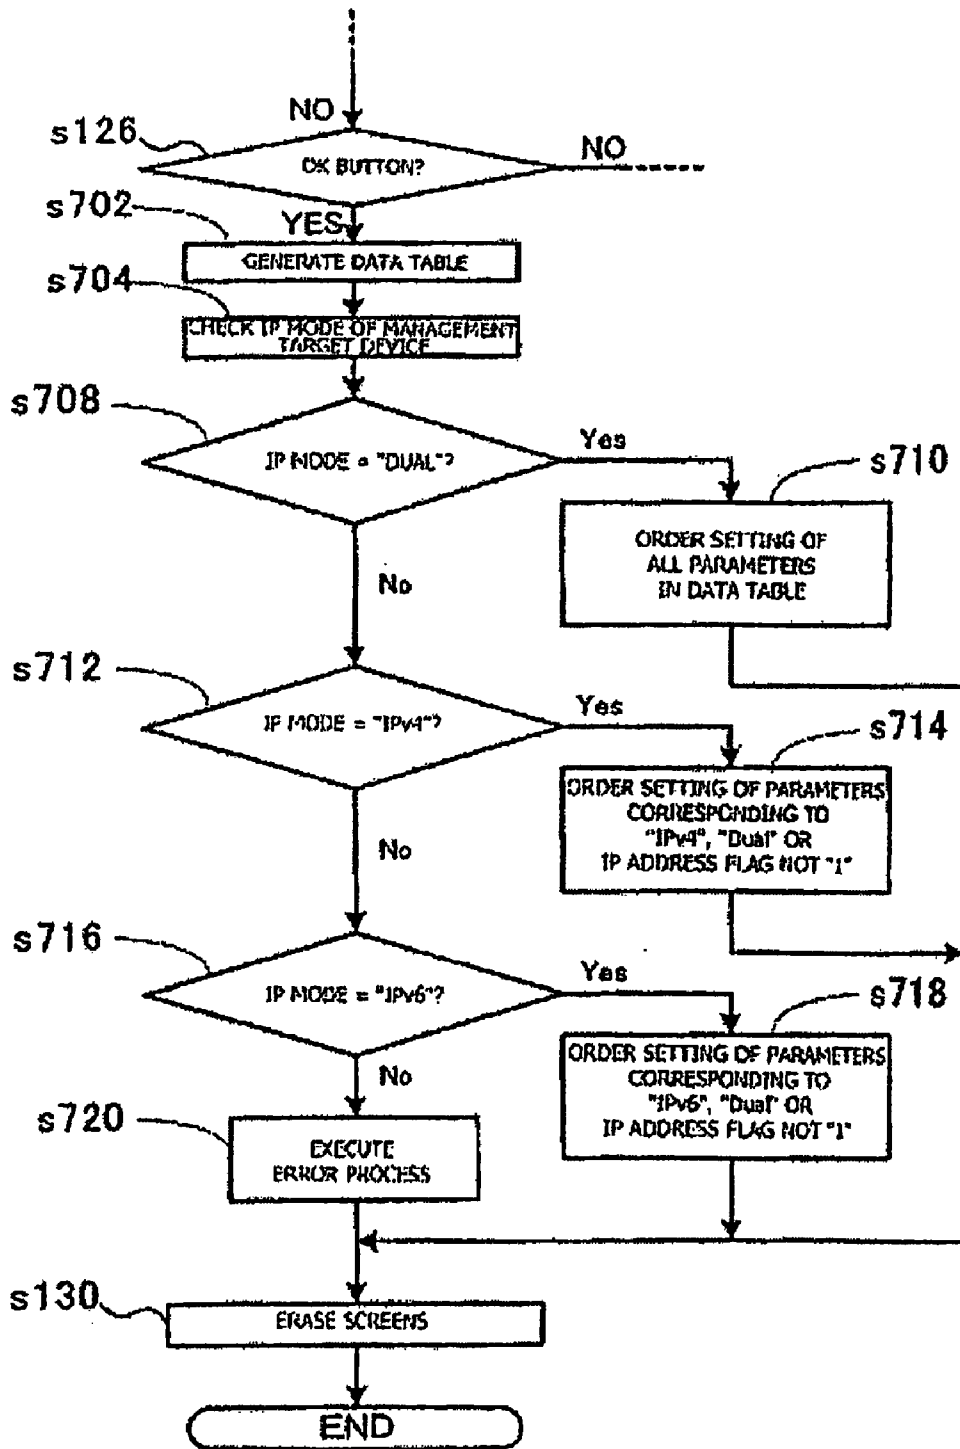 NO
s126
OK BUTTON?
NO
s702
YES
GENERATE DATA TABLE
s704
CHECK IP MODE OF MANAGEMENT
TARGET DEVICE
s708
IP MODE = "DUAL"?
Yes
s710
ORDER SETTING OF
ALL PARAMETERS
IN DATA TABLE
No
s712
IP MODE = "IPv4"?
Yes
s714
ORDER SETTING OF PARAMETERS
CORRESPONDING TO
"IPv4", "Dual" OR
IP ADDRESS FLAG NOT "1"
No
s716
IP MODE = "IPv6"?
Yes
s718
ORDER SETTING OF PARAMETERS
CORRESPONDING TO
"IPv6", "Dual" OR
IP ADDRESS FLAG NOT "1"
No
s720
EXECUTE
ERROR PROCESS
s130
ERASE SCREENS
END